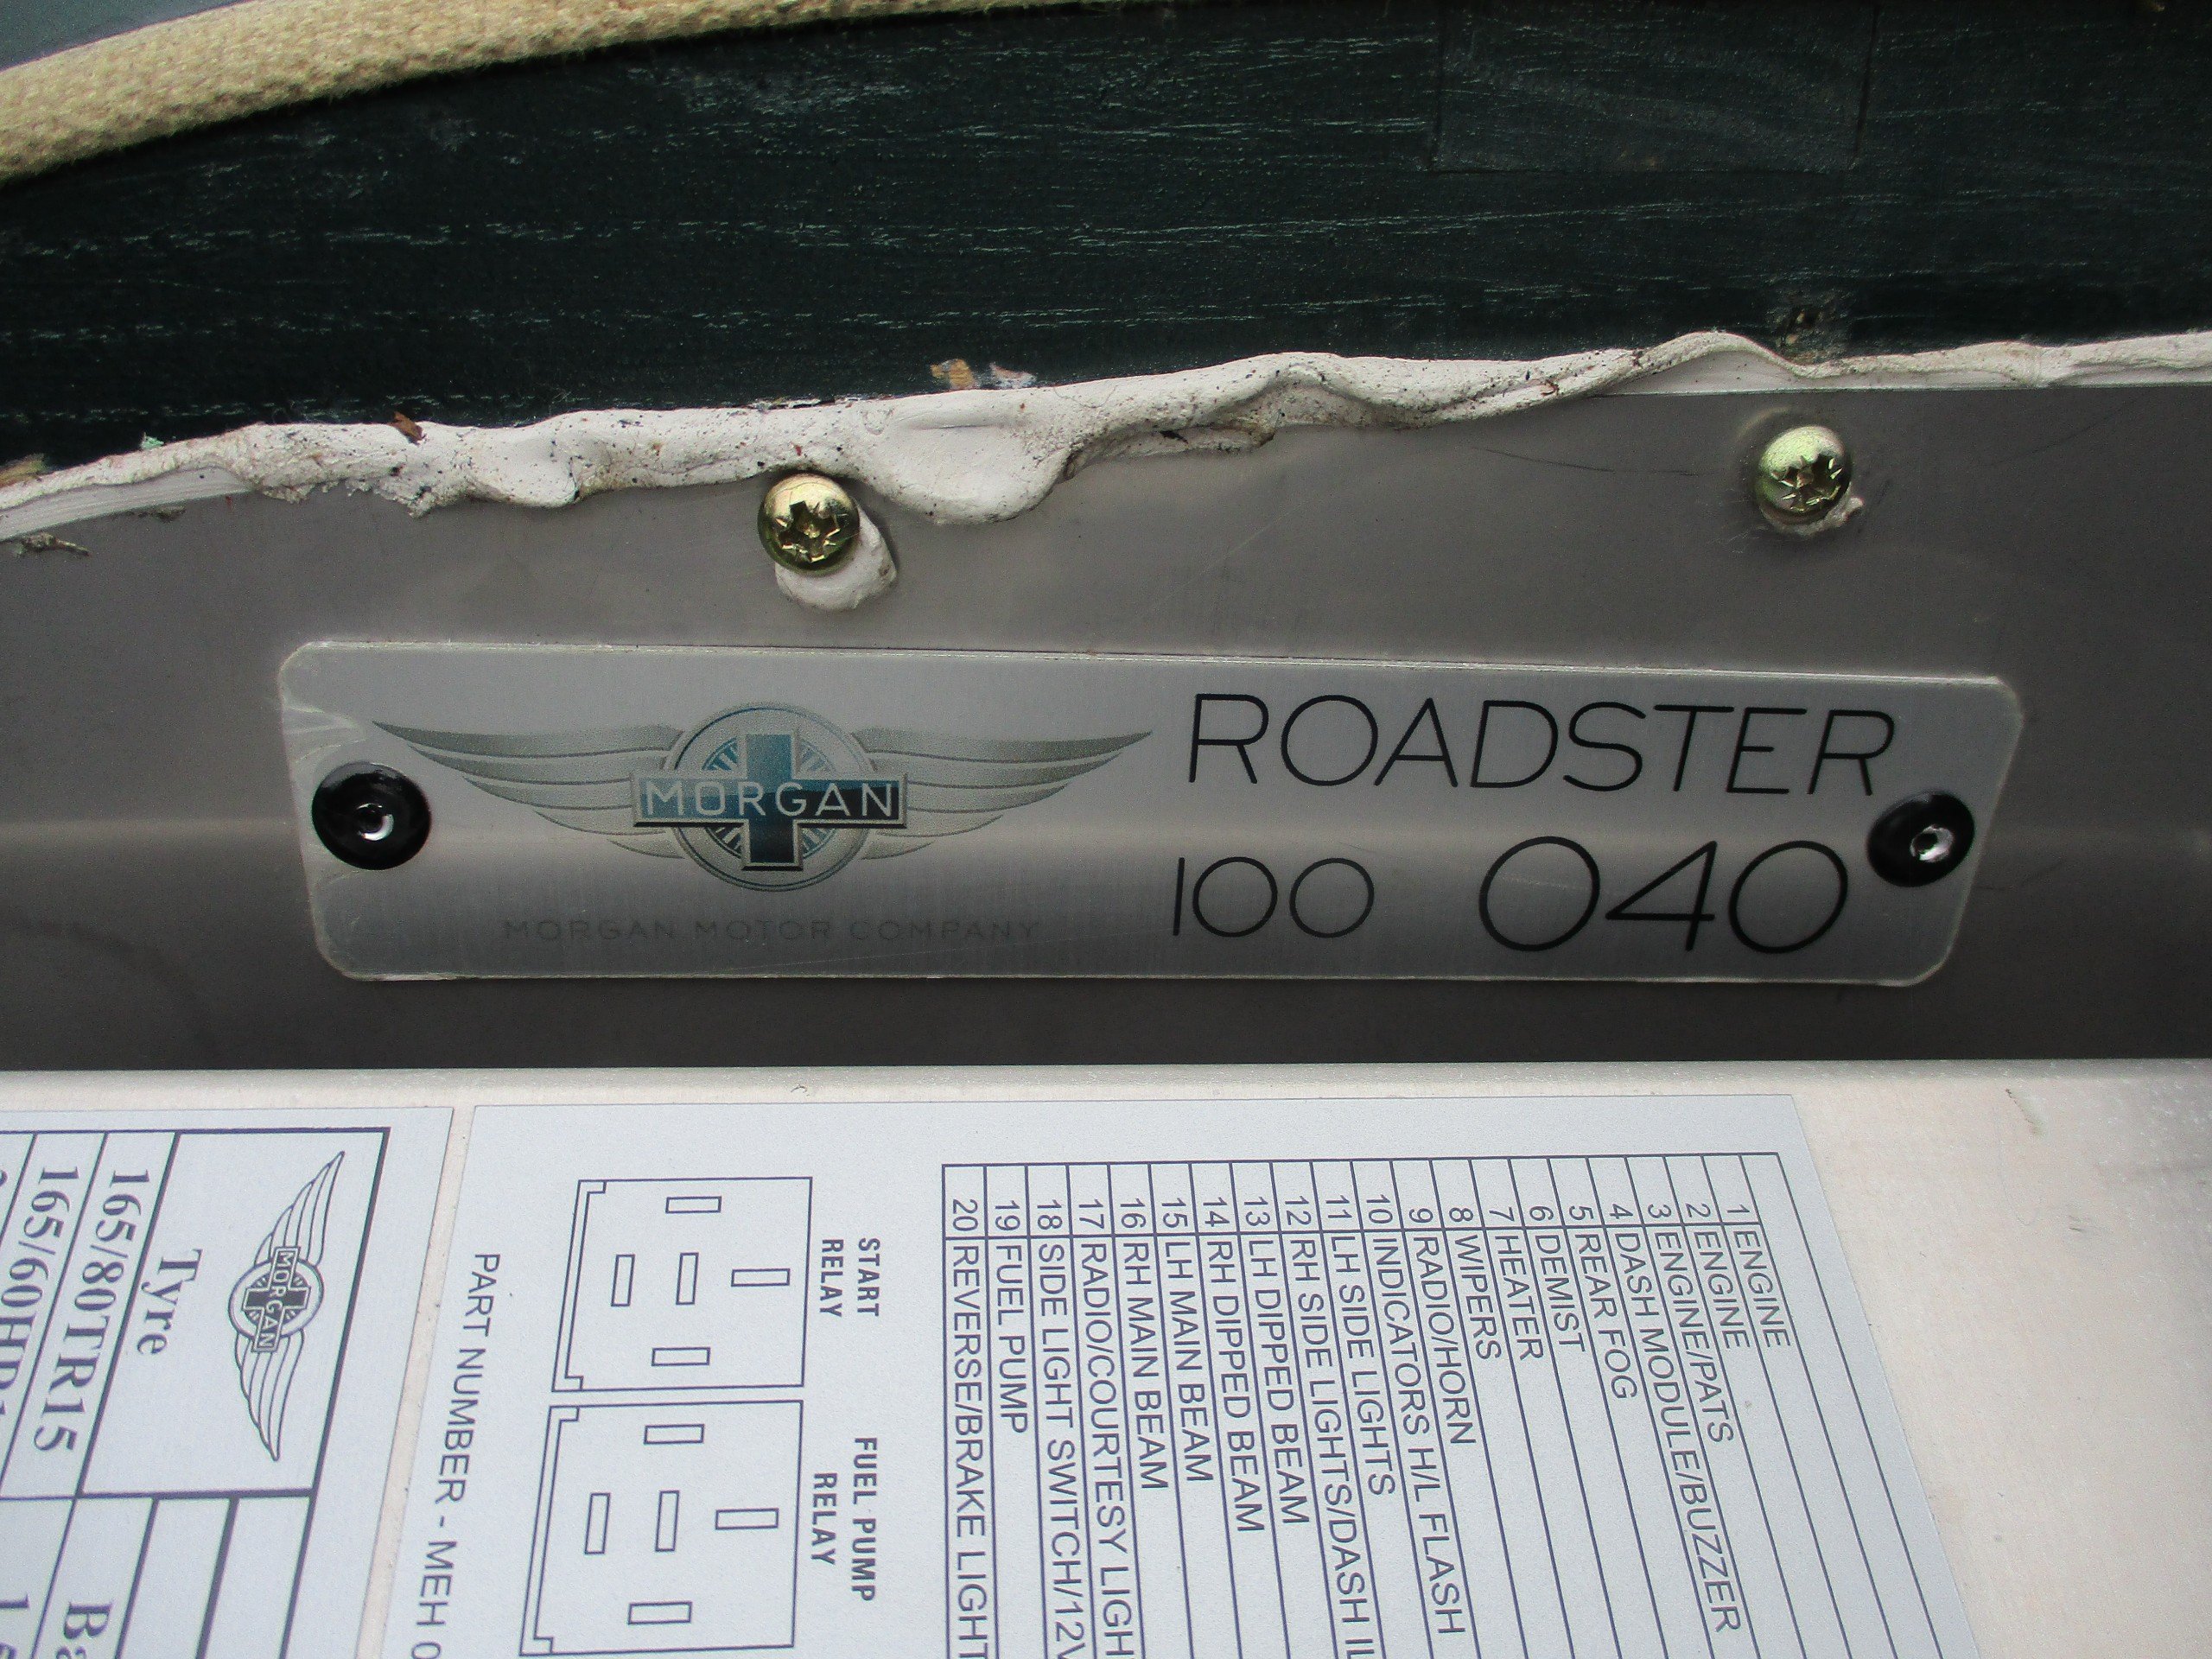 MORGAN
MORGAN MOTOR COMPANY
ROADSTER
100 040
1 ENGINE
2 ENGINE
3 ENGINE/PATS
4 DASH MODULE/BUZZER
5 REAR FOG
6 DEMIST
7 HEATER
8 WIPERS
9 RADIO/HORN
10 INDICATORS H/L FLASH
11 LH SIDE LIGHTS
12 RH SIDE LIGHTS/DASH
13 LH DIPPED BEAM
14 RH DIPPED BEAM
15 LH MAIN BEAM
16 RH MAIN BEAM
17 RADIO/COURTESY
18 SIDE LIGHT SWITCH/12V
19 FUEL PUMP
20 REVERSE/BRAKE LIGHT
START
RELAY
FUEL PUMP
RELAY
PART NUMBER - MEH 0
MORGAN
Tyre
165/80TR15
165/60HR1